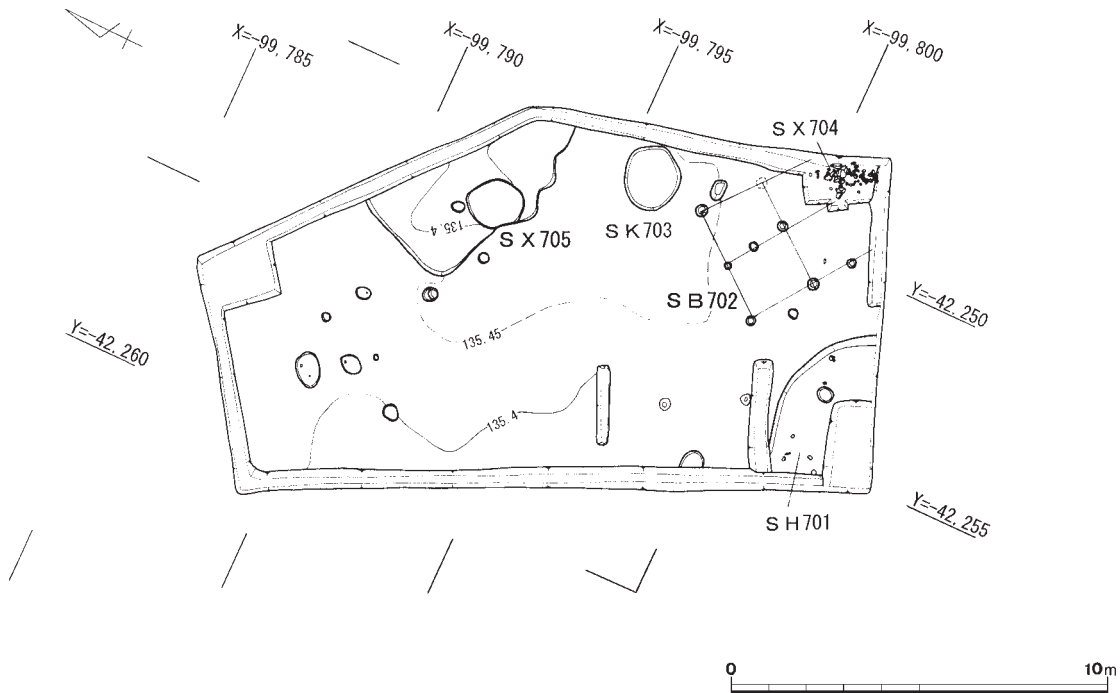 X=-99,785
X=-99,790
X=-99,795
X=-99,800
SX704
135.4
SX705
SK703
SB702
Y=-42,250
Y=-42,260
135.45
135.4
Y=-42,255
SH701
0 10m